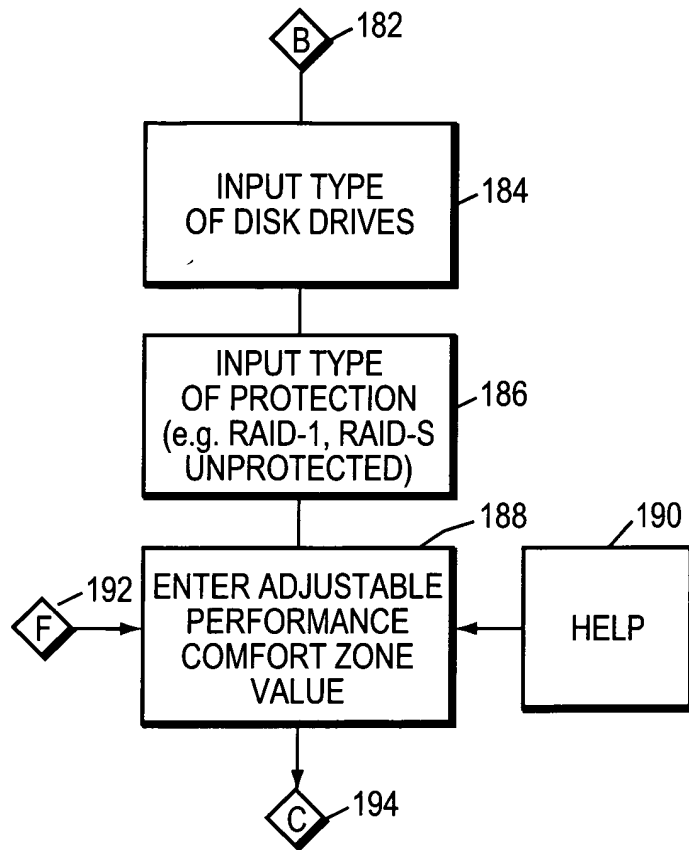 B
182
INPUT TYPE
OF DISK DRIVES
184
INPUT TYPE
OF PROTECTION
(e.g. RAID-1, RAID-S
UNPROTECTED)
186
188
190
192
F
ENTER ADJUSTABLE
PERFORMANCE
COMFORT ZONE
VALUE
HELP
C
194